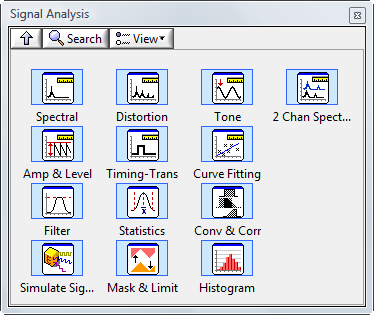 Signal Analysis
Search View
Spectral Distortion Tone 2 Chan Spect...
Amp & Level Timing-Trans Curve Fitting
Filter Statistics Conv & Corr
Simulate Sig... Mask & Limit Histogram